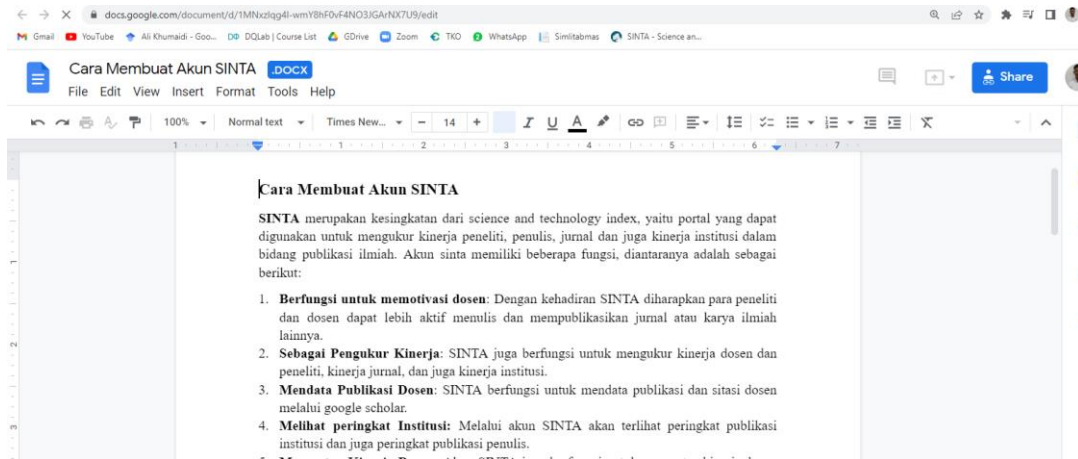 docs.google.com/document/d/1MNxzlqg4l-wmY8hF0vF4NO3JGArNX7U9/edit
Gmail YouTube Ali Khumaidi - Goo... DQLab | Course List GDrive Zoom TKO WhatsApp Simlitabmas SINTA - Science an...
Cara Membuat Akun SINTA .DOCX
Share
File Edit View Insert Format Tools Help
100% Normal text Times New... - 14 + I U A
1 1 2 3 4 5 6 7
Cara Membuat Akun SINTA
SINTA merupakan kesingkatan dari science and technology index, yaitu portal yang dapat
digunakan untuk mengukur kinerja peneliti, penulis, jurnal dan juga kinerja institusi dalam
bidang publikasi ilmiah. Akun sinta memiliki beberapa fungsi, diantaranya adalah sebagai
berikut:
1. Berfungsi untuk memotivasi dosen: Dengan kehadiran SINTA diharapkan para peneliti
dan dosen dapat lebih aktif menulis dan mempublikasikan jurnal atau karya ilmiah
lainnya.
2. Sebagai Pengukur Kinerja: SINTA juga berfungsi untuk mengukur kinerja dosen dan
peneliti, kinerja jurnal, dan juga kinerja institusi.
3. Mendata Publikasi Dosen: SINTA berfungsi untuk mendata publikasi dan sitasi dosen
melalui google scholar.
4. Melihat peringkat Institusi: Melalui akun SINTA akan terlihat peringkat publikasi
institusi dan juga peringkat publikasi penulis.